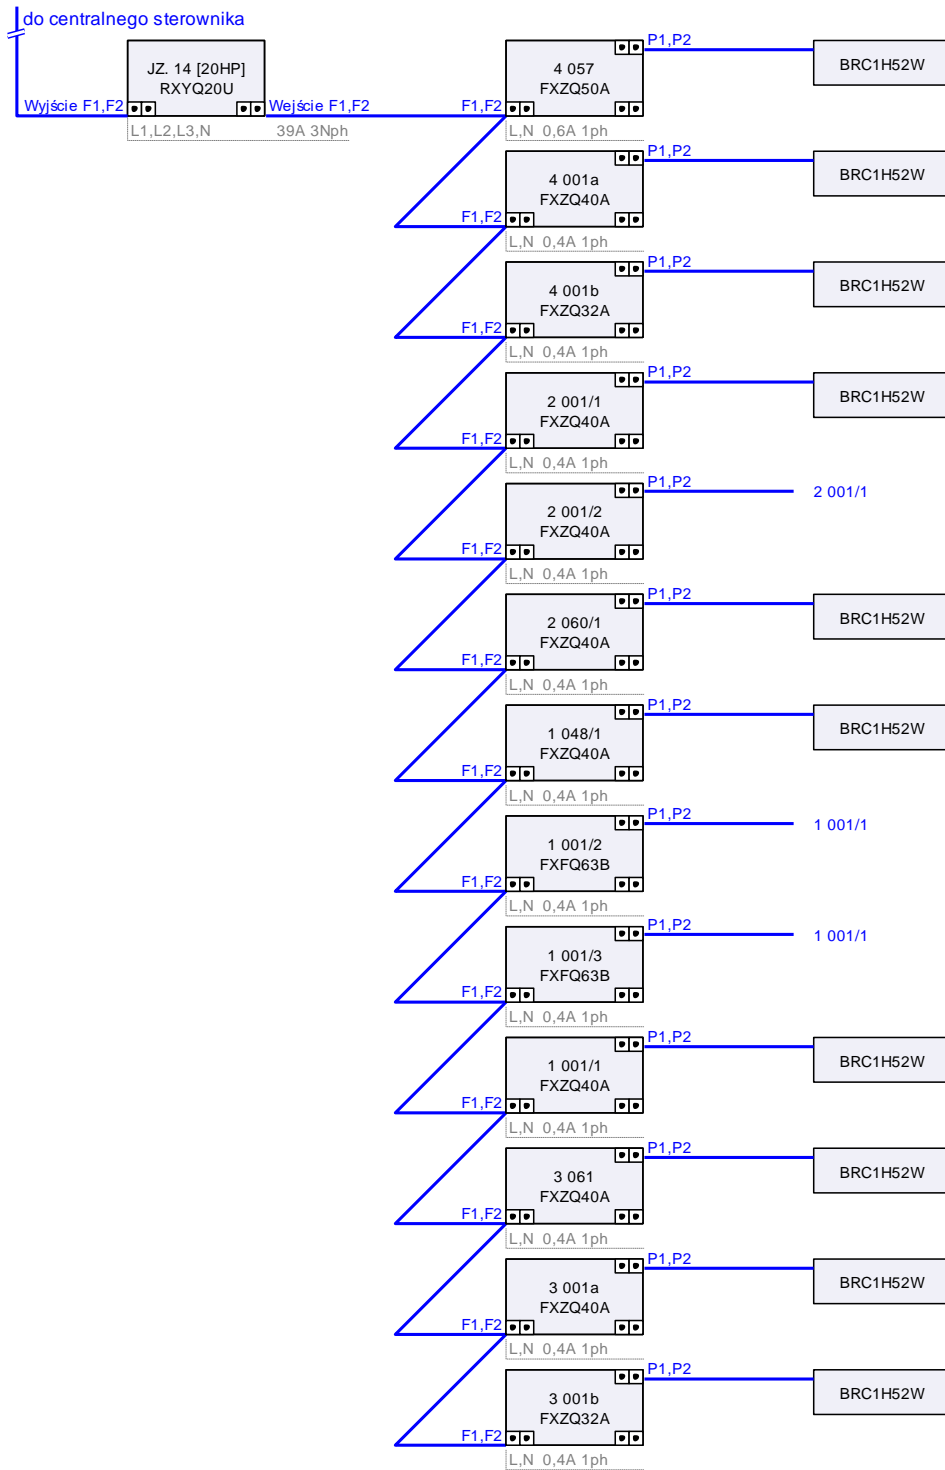 do centralnego sterownika
JZ. 14 [20HP]
RXYQ20U
Wyjście F1,F2
Wejście F1,F2
L1,L2,L3,N 39A 3Nph
4 057
FXZQ50A
F1,F2
P1,P2
BRC1H52W
L,N 0,6A 1ph
4 001a
FXZQ40A
F1,F2
P1,P2
BRC1H52W
L,N 0,4A 1ph
4 001b
FXZQ32A
F1,F2
P1,P2
BRC1H52W
L,N 0,4A 1ph
2 001/1
FXZQ40A
F1,F2
P1,P2
BRC1H52W
L,N 0,4A 1ph
2 001/2
FXZQ40A
F1,F2
P1,P2
2 001/1
L,N 0,4A 1ph
2 060/1
FXZQ40A
F1,F2
P1,P2
BRC1H52W
L,N 0,4A 1ph
1 048/1
FXZQ40A
F1,F2
P1,P2
BRC1H52W
L,N 0,4A 1ph
1 001/2
FXFQ63B
F1,F2
P1,P2
1 001/1
L,N 0,4A 1ph
1 001/3
FXFQ63B
F1,F2
P1,P2
1 001/1
L,N 0,4A 1ph
1 001/1
FXZQ40A
F1,F2
P1,P2
BRC1H52W
L,N 0,4A 1ph
3 061
FXZQ40A
F1,F2
P1,P2
BRC1H52W
L,N 0,4A 1ph
3 001a
FXZQ40A
F1,F2
P1,P2
BRC1H52W
L,N 0,4A 1ph
3 001b
FXZQ32A
F1,F2
P1,P2
BRC1H52W
L,N 0,4A 1ph